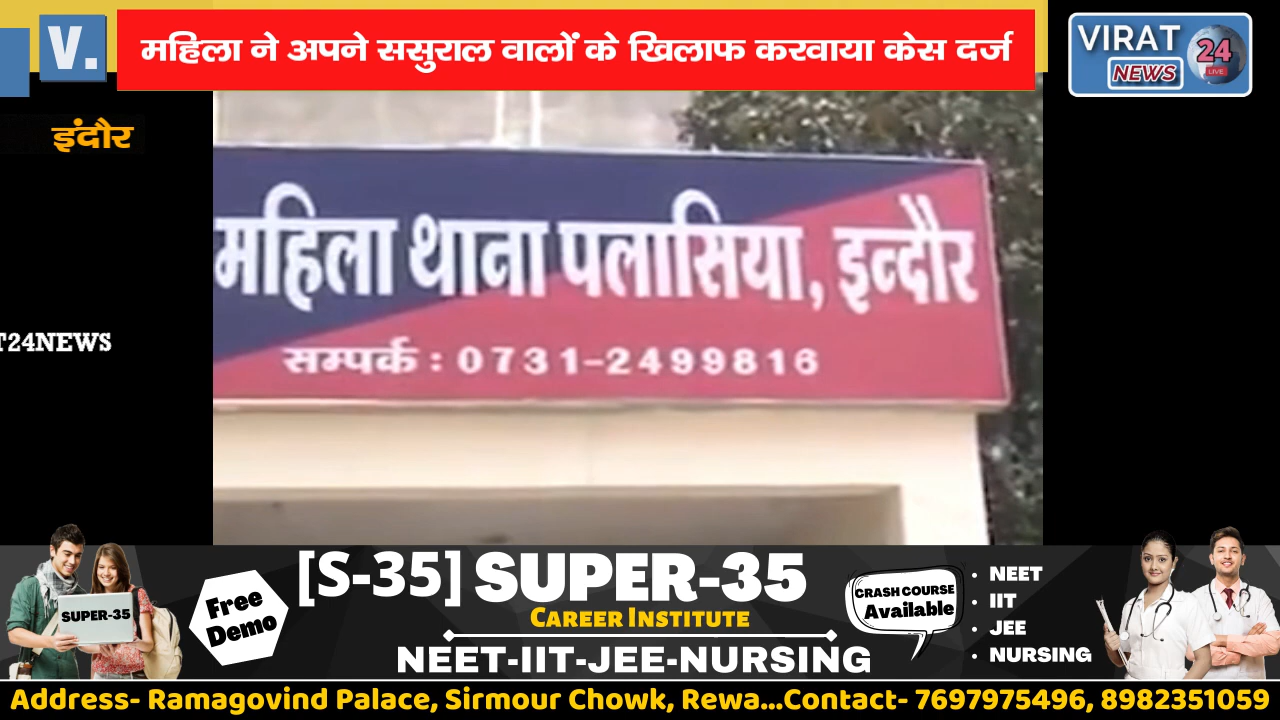 V.
महिला ने अपने ससुराल वालों के खिलाफ करवाया केस दर्ज
VIRAT
24
LIVE
NEWS
इंदौर
महिला थाना पलासिया, इन्दौर
सम्पर्क : 0731-2499816
T24NEWS
SUPER-35
Free
Demo
[S-35] SUPER-35
CAREER INSTITUTE
NEET-IIT-JEE-NURSING
CRASH COURSE
Available
• NEET
• IIT
• JEE
• NURSING
Address- Ramagovind Palace, Sirmour Chowk, Rewa...Contact- 7697975496, 8982351059